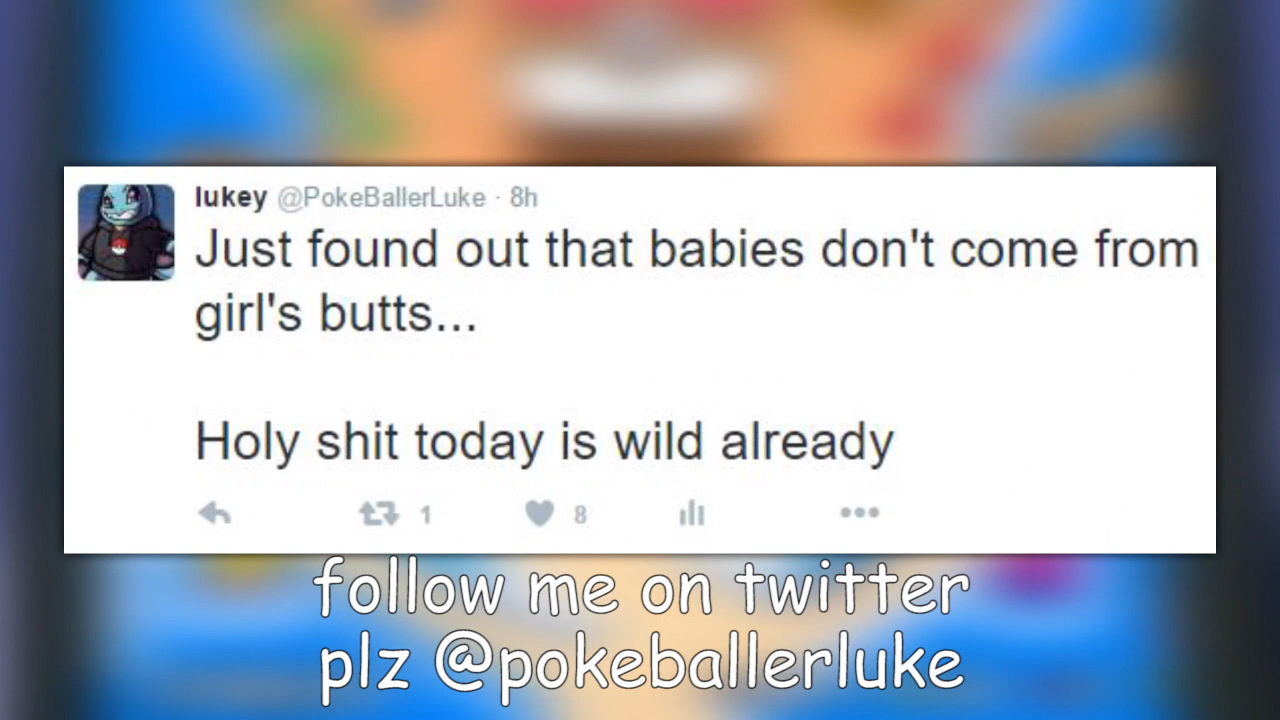 lukey @PokeBallerLuke · 8h
Just found out that babies don't come from
girl's butts...
Holy shit today is wild already
1 8
follow me on twitter
plz @pokeballerluke